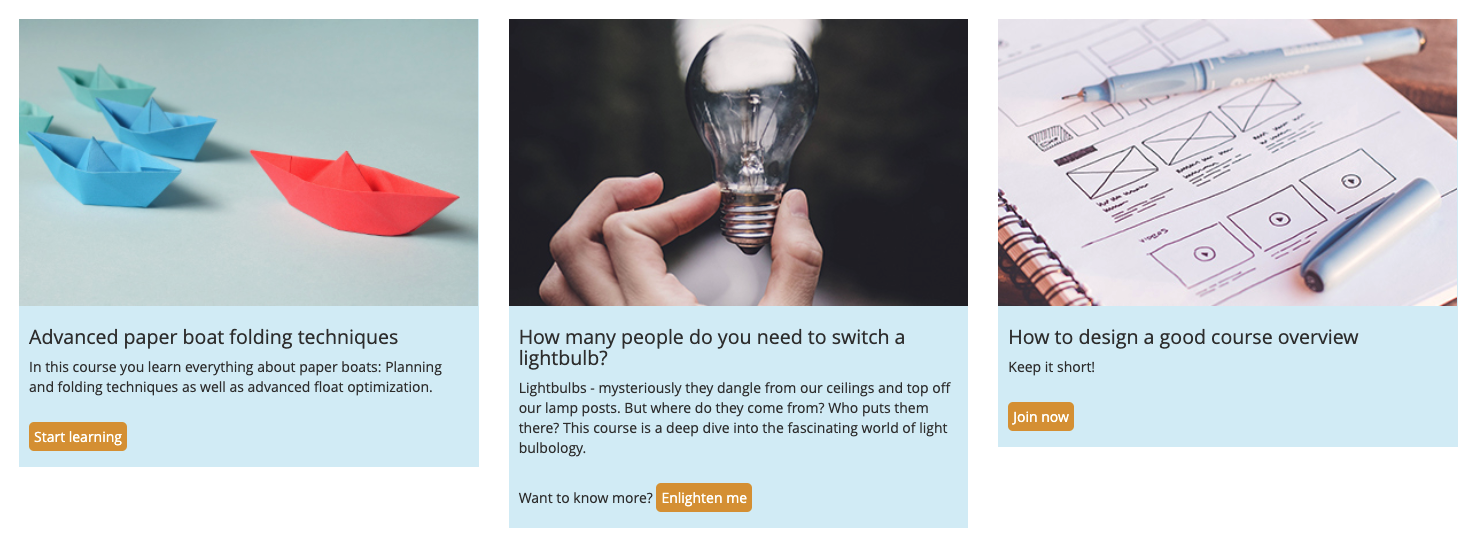 Advanced paper boat folding techniques
In this course you learn everything about paper boats: Planning
and folding techniques as well as advanced float optimization.
Start learning
How many people do you need to switch a
lightbulb?
Lightbulbs - mysteriously they dangle from our ceilings and top off
our lamp posts. But where do they come from? Who puts them
there? This course is a deep dive into the fascinating world of light
bulbology.
Want to know more? Enlighten me
How to design a good course overview
Keep it short!
Join now